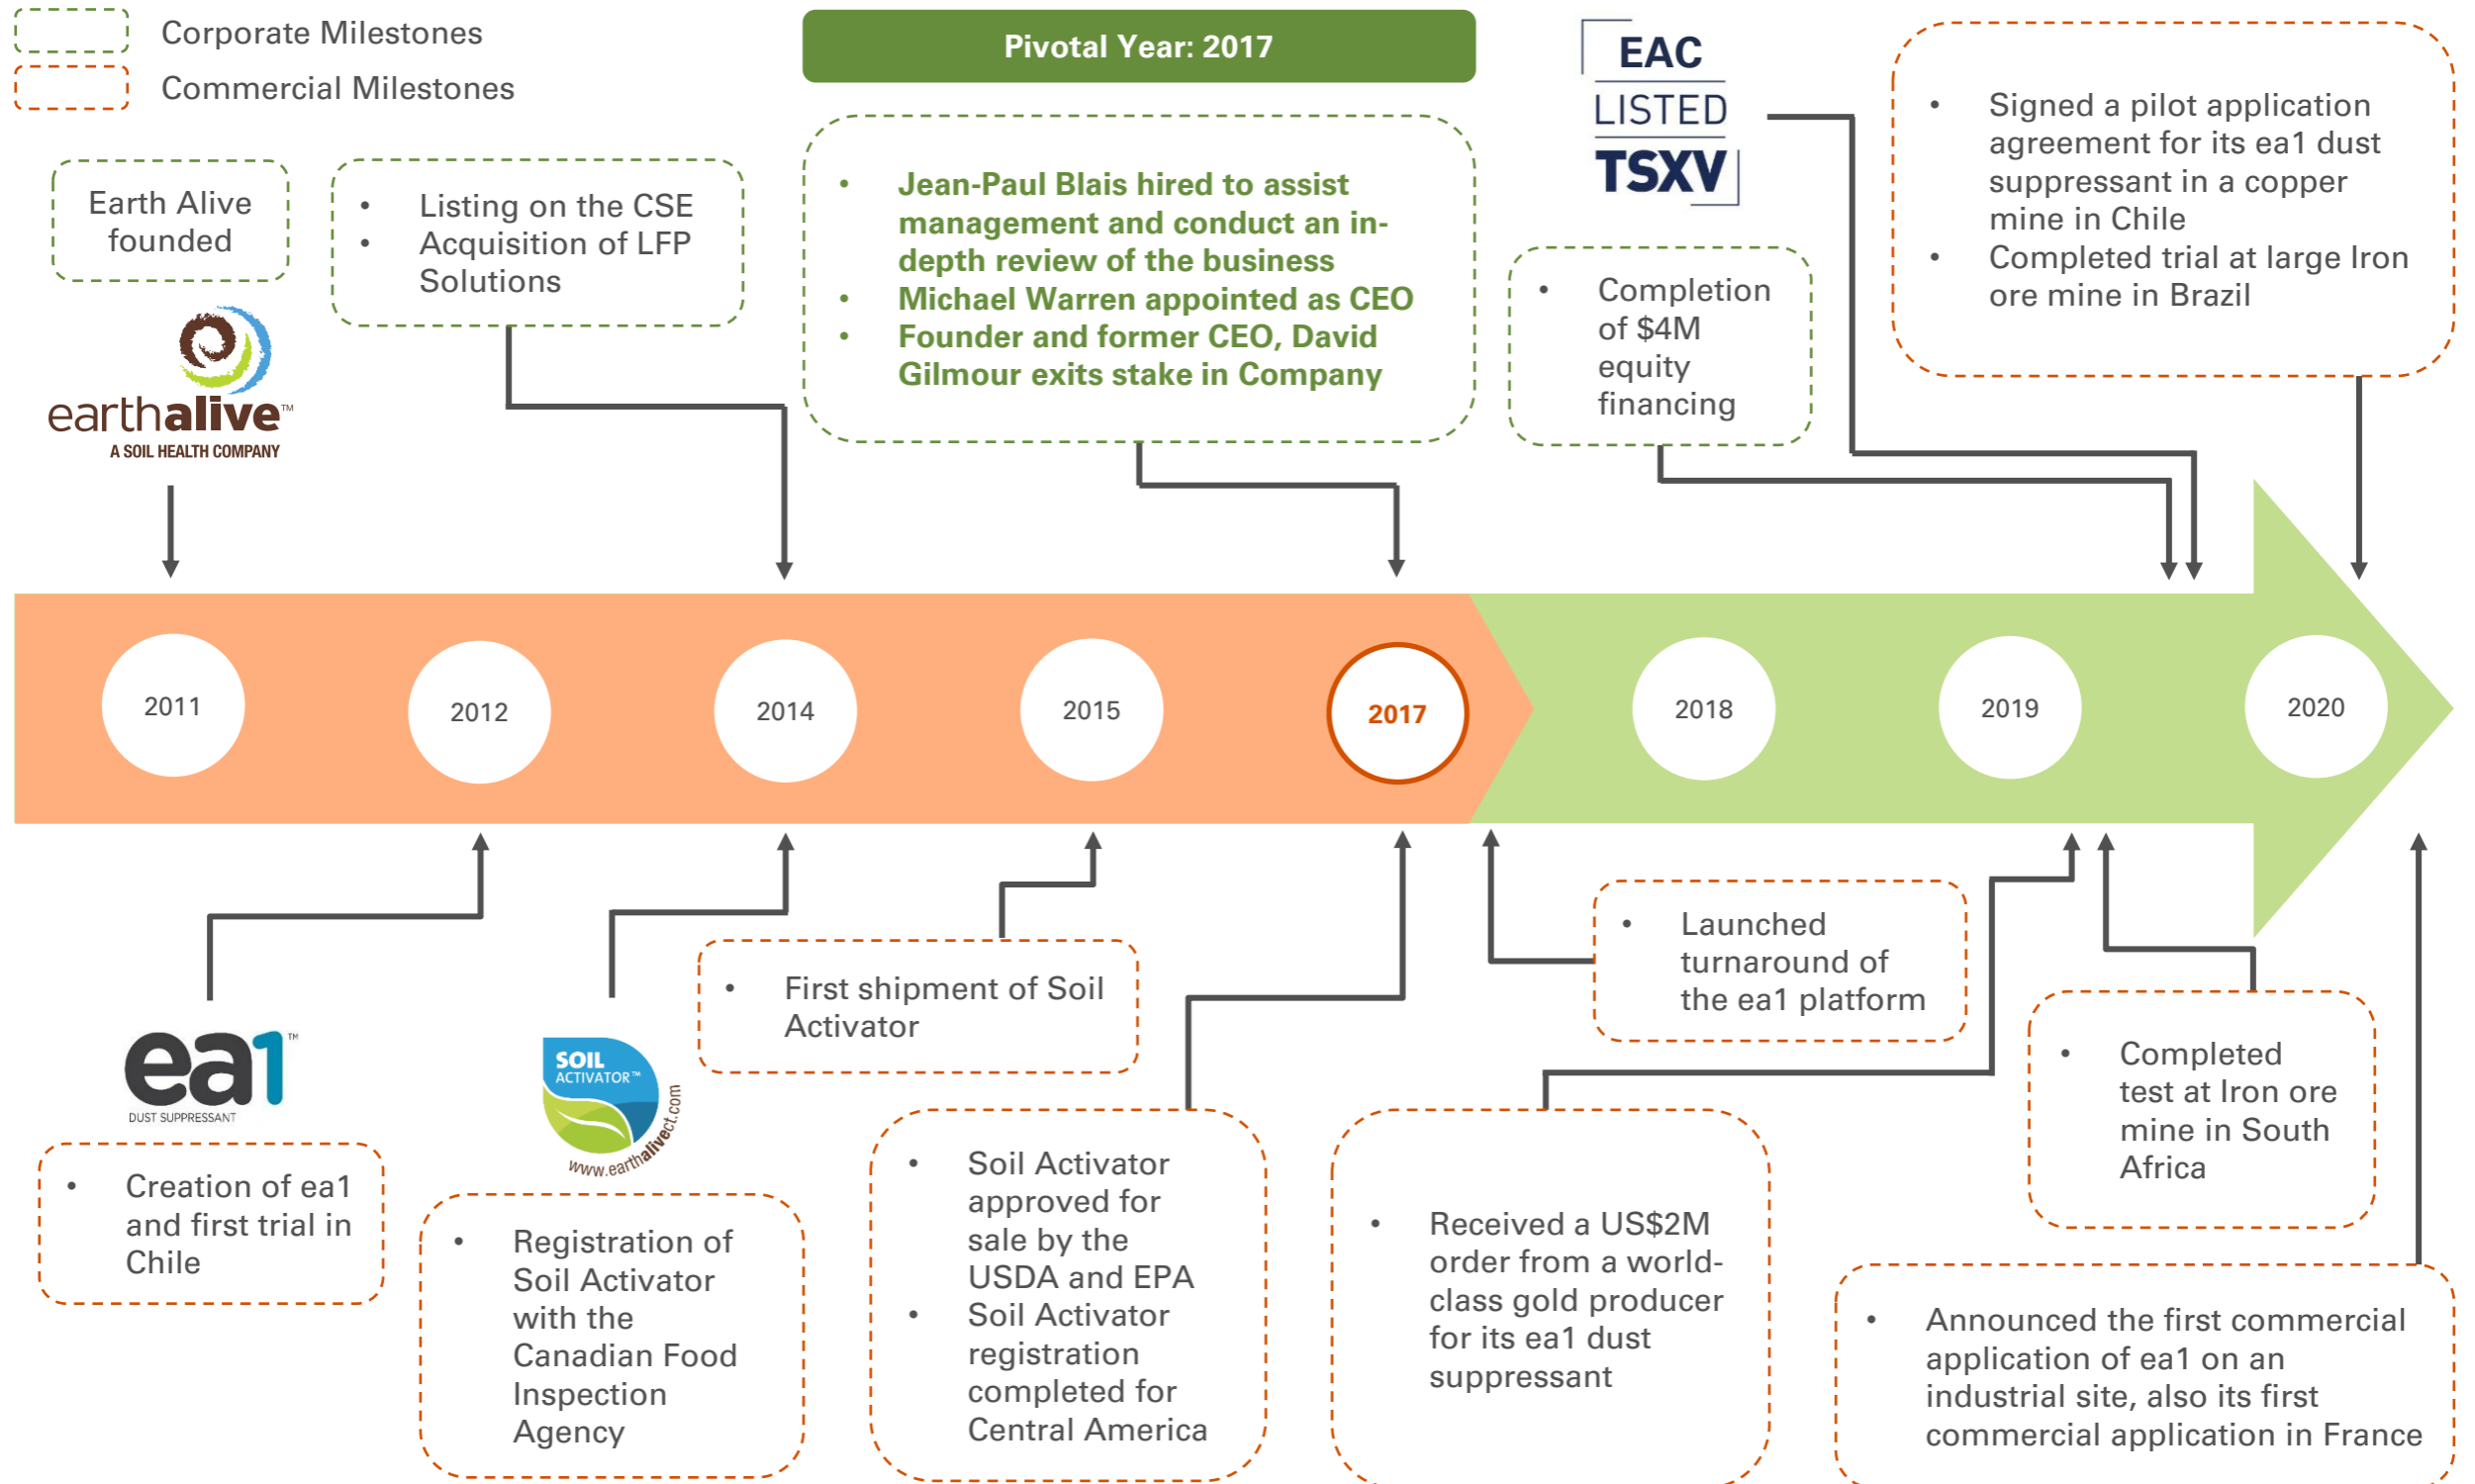 Corporate Milestones
Commercial Milestones
Pivotal Year: 2017
Earth Alive
founded
earthalive™
A SOIL HEALTH COMPANY
• Listing on the CSE
• Acquisition of LFP
Solutions
• Jean-Paul Blais hired to assist
management and conduct an in-
depth review of the business
• Michael Warren appointed as CEO
• Founder and former CEO, David
Gilmour exits stake in Company
EAC
LISTED
TSXV
• Completion
of $4M
equity
financing
• Signed a pilot application
agreement for its ea1 dust
suppressant in a copper
mine in Chile
• Completed trial at large Iron
ore mine in Brazil
2011
2012
2014
2015
2017
2018
2019
2020
ea1™
DUST SUPPRESSANT
• Creation of ea1
and first trial in
Chile
SOIL
ACTIVATOR™
www.earthalivect.com
• Registration of
Soil Activator
with the
Canadian Food
Inspection
Agency
• First shipment of Soil
Activator
• Soil Activator
approved for
sale by the
USDA and EPA
• Soil Activator
registration
completed for
Central America
• Launched
turnaround of
the ea1 platform
• Received a US$2M
order from a world-
class gold producer
for its ea1 dust
suppressant
• Completed
test at Iron ore
mine in South
Africa
• Announced the first commercial
application of ea1 on an
industrial site, also its first
commercial application in France